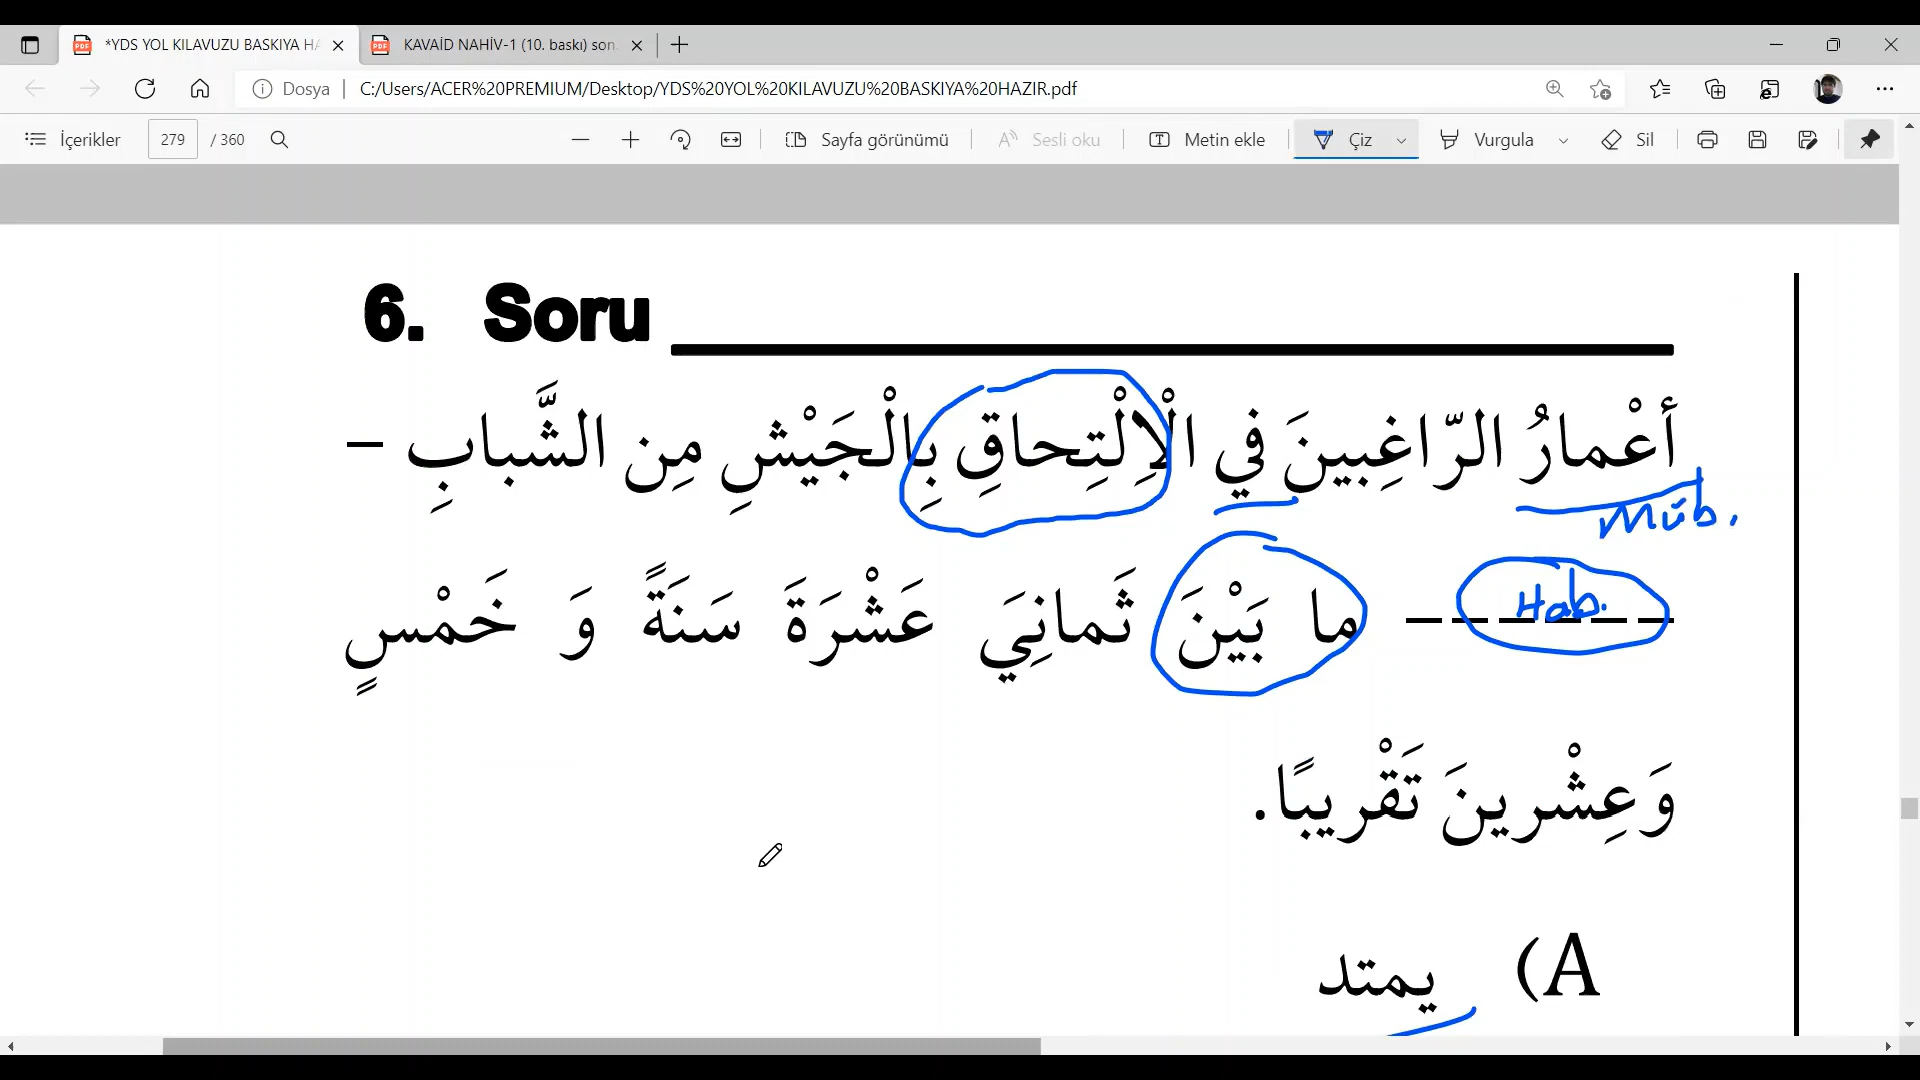 *YDS YOL KILAVUZU BASKIYA HA
KAVAİD NAHİV-1 (10. baskı) son.
Dosya
C:/Users/ACER%20PREMIUM/Desktop/YDS%20YOL%20KILAVUZU%20BASKIYA%20HAZIR.pdf
İçerikler 279 / 360 Sayfa görünümü Sesli oku Metin ekle Çiz Vurgula Sil
6. Soru
أَعْمارُ الرّاغِبينَ في الْاِلْتِحاقِ بِالْجَيْشِ مِن الشَّبابِ –
Müb.
Hab.
– – – – – – ما بَيْنَ ثَمانِيَ عَشْرَةَ سَنَةً وَ خَمْسٍ
وَعِشْرينَ تَقْريبًا.
A) يمتد